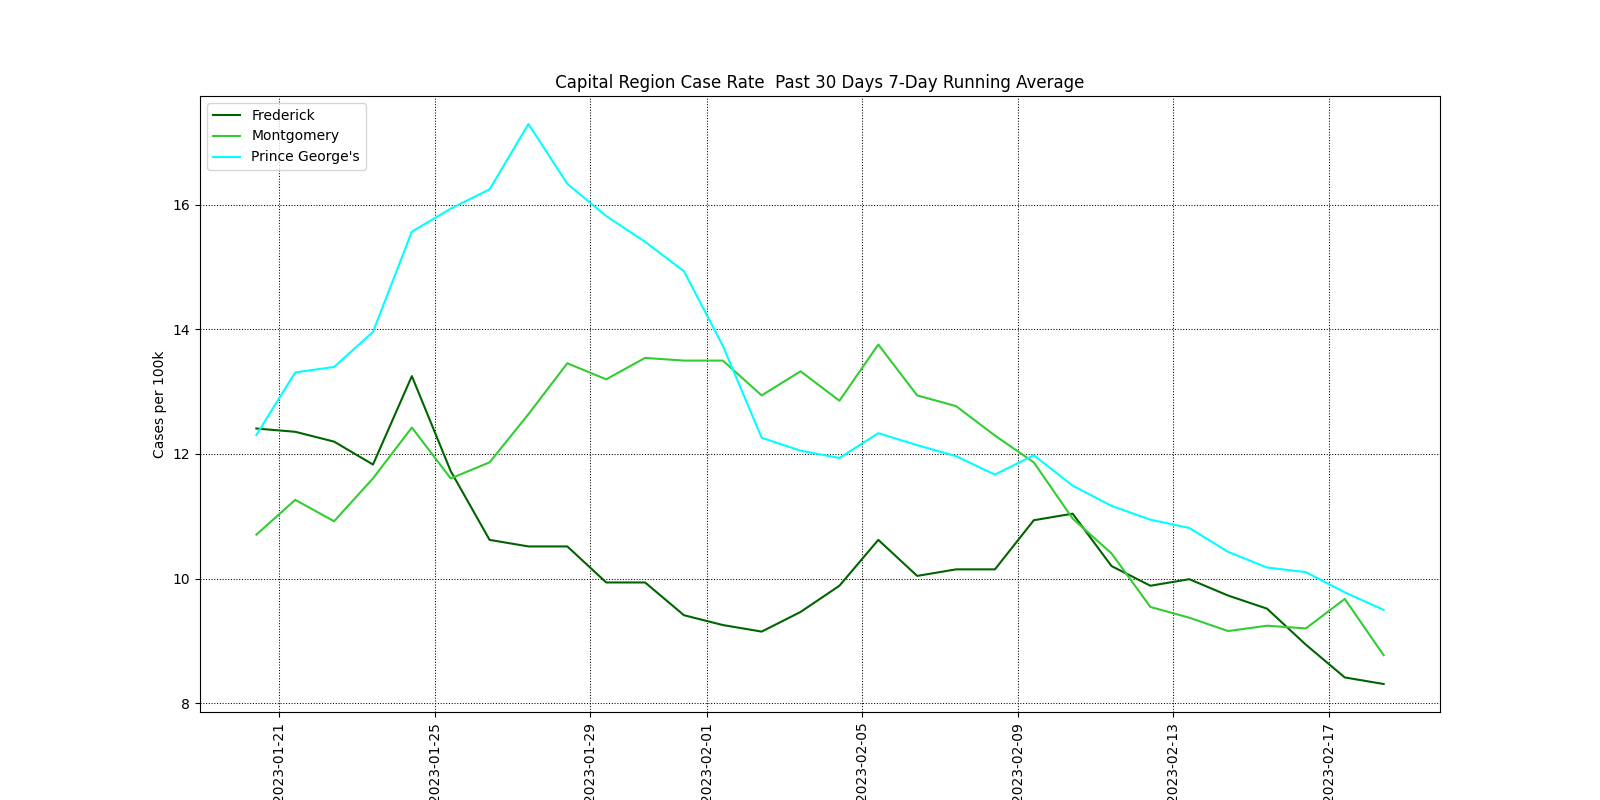 Capital Region Case Rate  Past 30 Days 7-Day Running Average
Frederick
Montgomery
Prince George's
Cases per 100k
16
14
12
10
8
2023-01-21
2023-01-25
2023-01-29
2023-02-01
2023-02-05
2023-02-09
2023-02-13
2023-02-17